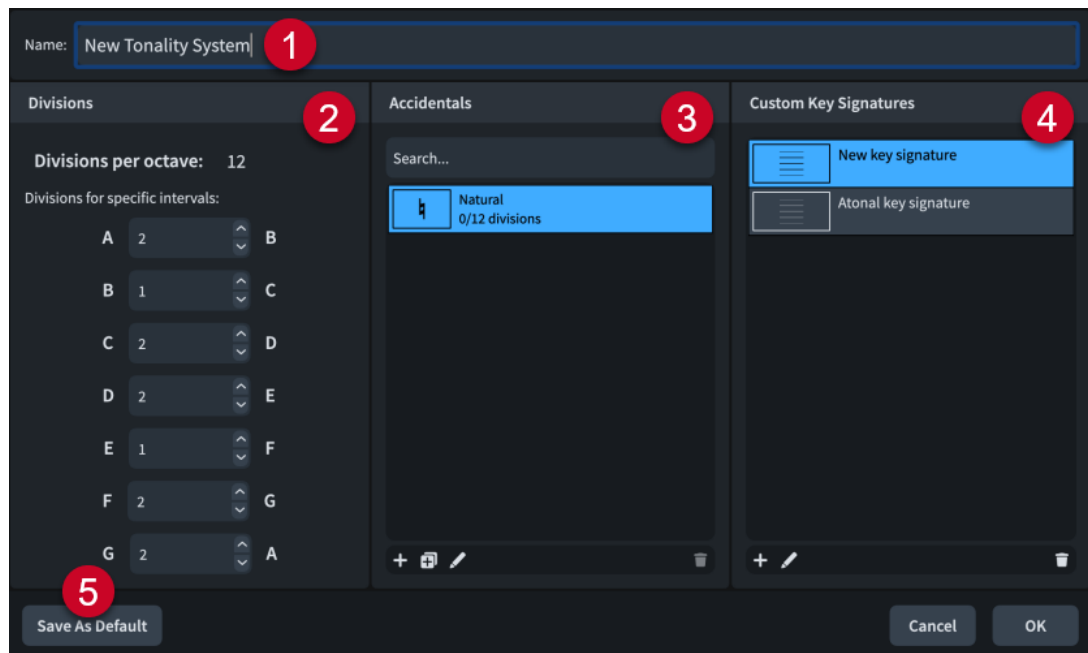 Name: New Tonality System 1
Divisions 2
Divisions per octave: 12
Divisions for specific intervals:
A 2 B
B 1 C
C 2 D
D 2 E
E 1 F
F 2 G
G 2 A
5
Save As Default
Accidentals 3
Search...
Natural
0/12 divisions
Custom Key Signatures 4
New key signature
Atonal key signature
Cancel OK